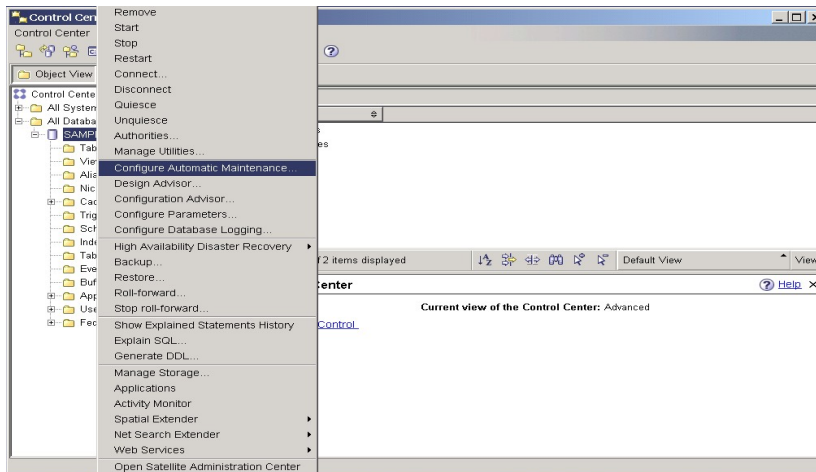 Control Cen
Control Center
Object View
Control Cente
All System
All Databa
SAMPL
Tab
Vie
Alia
Nic
Cac
Trig
Sch
Inde
Tab
Eve
Buf
App
Use
Fed
Remove
Start
Stop
Restart
Connect...
Disconnect
Quiesce
Unquiesce
Authorities...
Manage Utilities...
Configure Automatic Maintenance...
Design Advisor...
Configuration Advisor...
Configure Parameters...
Configure Database Logging...
High Availability Disaster Recovery
Backup...
Restore...
Roll-forward...
Stop roll-forward...
Show Explained Statements History
Explain SQL...
Generate DDL...
Manage Storage...
Applications
Activity Monitor
Spatial Extender
Net Search Extender
Web Services
Open Satellite Administration Center
s
es
f 2 items displayed
Default View
View
Center
Help
Current view of the Control Center: Advanced
Control